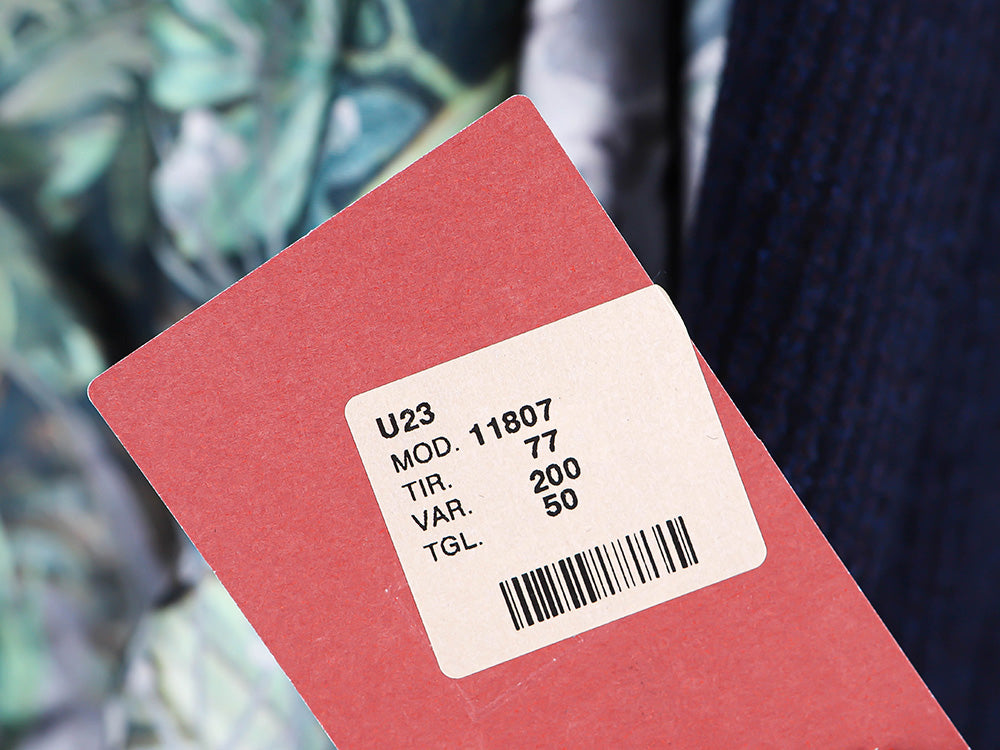 U23
MOD. 11807
TIR. 77
VAR. 200
TGL. 50